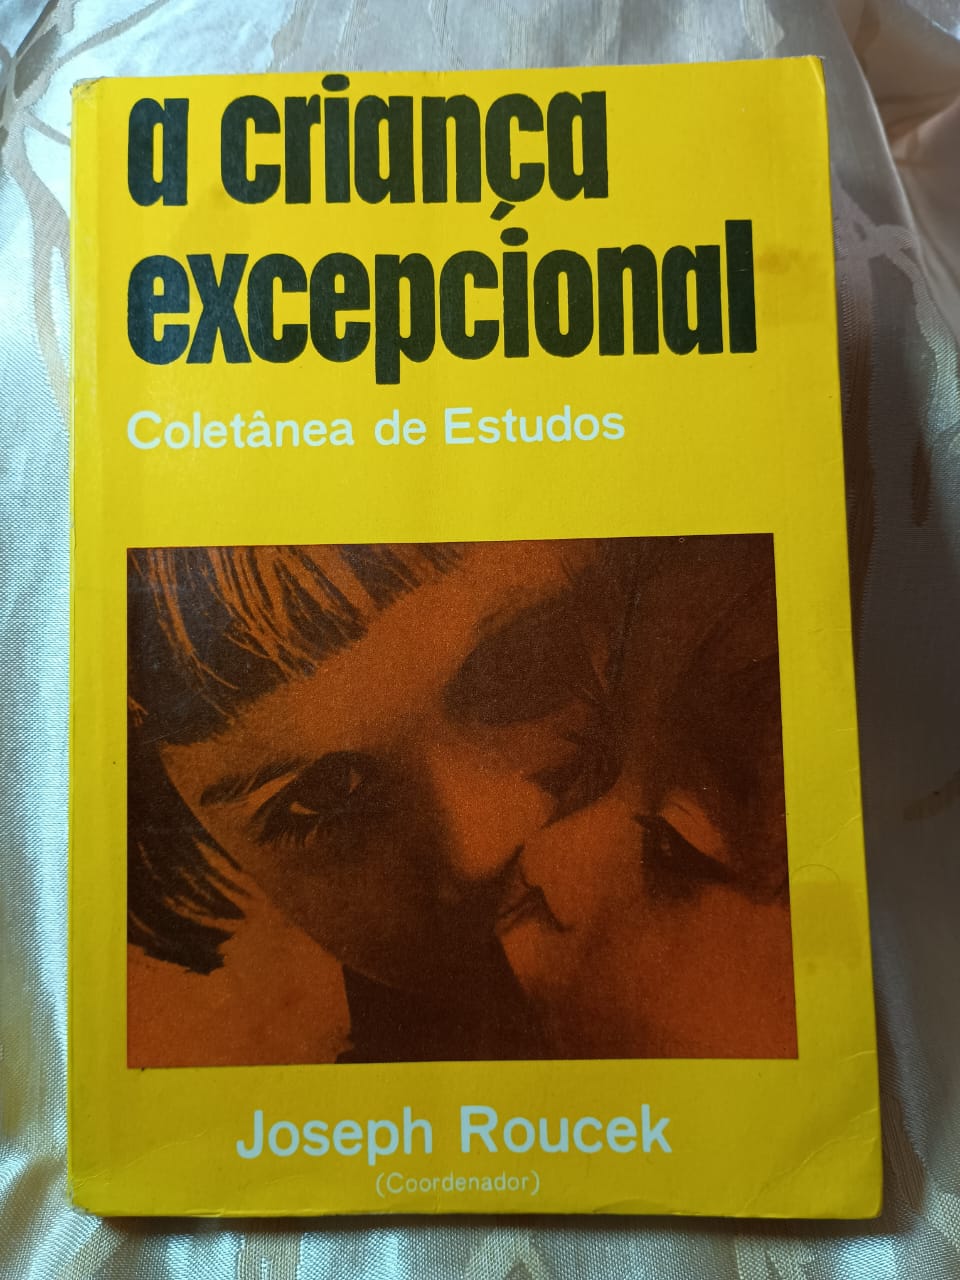 a criança
excepcional
Coletânea de Estudos
Joseph Roucek
(Coordenador)